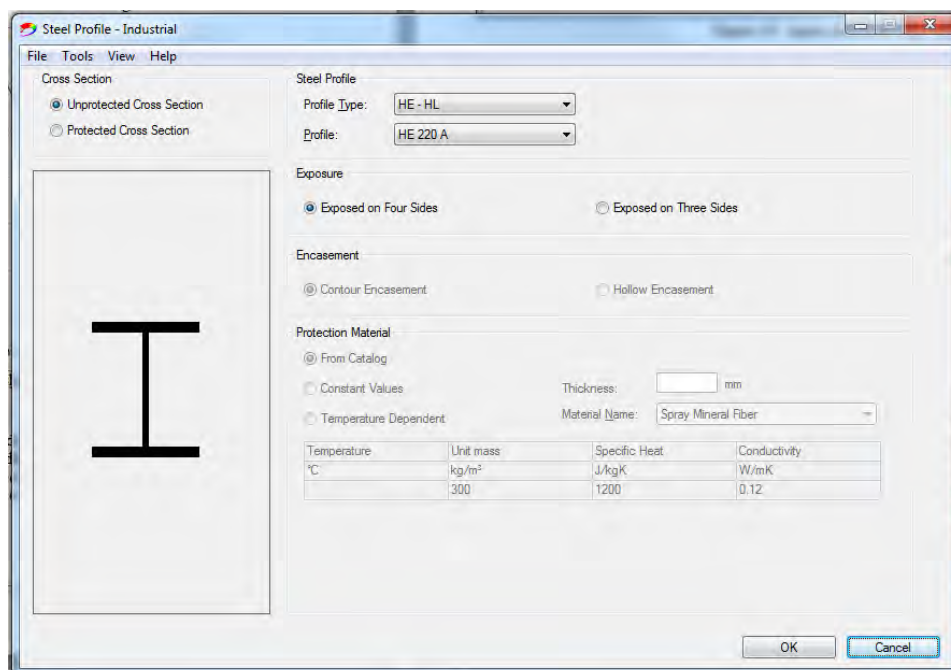 Steel Profile - Industrial
File Tools View Help
Cross Section
Unprotected Cross Section
Protected Cross Section
Steel Profile
Profile Type: HE - HL
Profile: HE 220 A
Exposure
Exposed on Four Sides Exposed on Three Sides
Encasement
Contour Encasement Hollow Encasement
Protection Material
From Catalog
Constant Values Thickness: mm
Temperature Dependent Material Name: Spray Mineral Fiber
Temperature Unit mass Specific Heat Conductivity
°C kg/m³ J/kgK W/mK
300 1200 0.12
OK Cancel